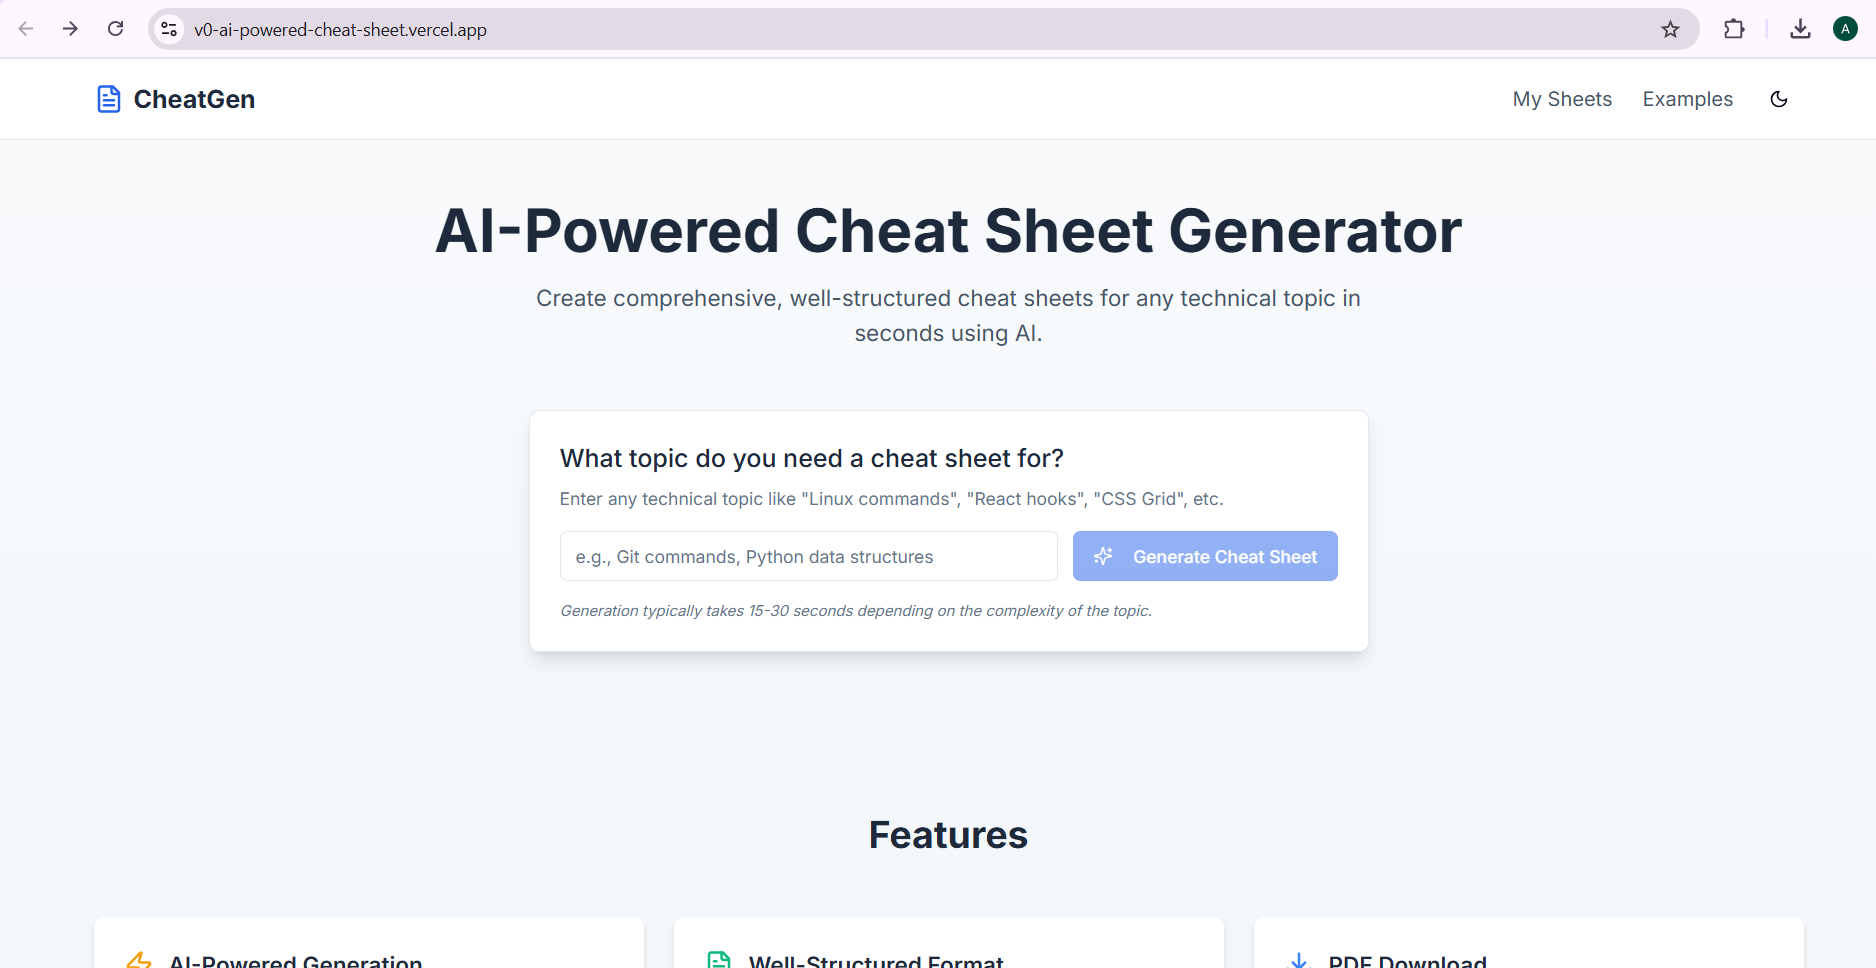 v0-ai-powered-cheat-sheet.vercel.app
A
CheatGen
My Sheets
Examples
AI-Powered Cheat Sheet Generator
Create comprehensive, well-structured cheat sheets for any technical topic in
seconds using AI.
What topic do you need a cheat sheet for?
Enter any technical topic like "Linux commands", "React hooks", "CSS Grid", etc.
e.g., Git commands, Python data structures
Generate Cheat Sheet
Generation typically takes 15-30 seconds depending on the complexity of the topic.
Features
AI-Powered Generation
Well-Structured Format
PDF Download